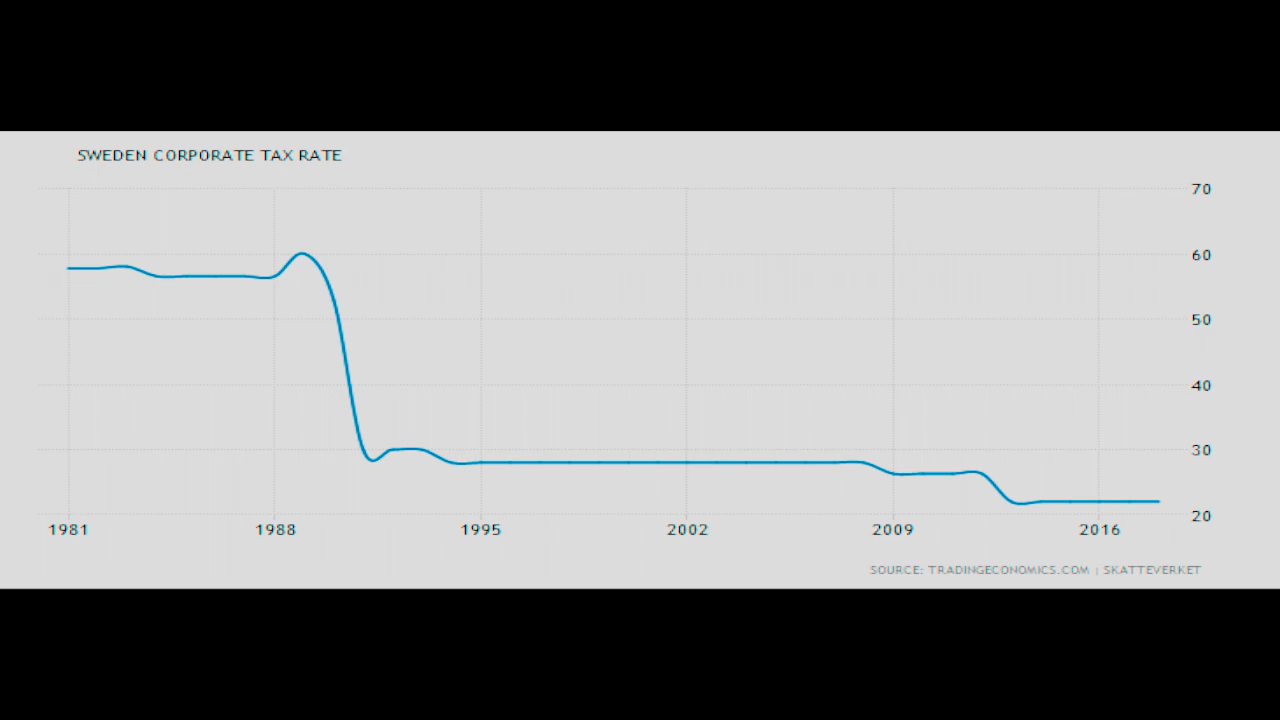 SWEDEN CORPORATE TAX RATE
70
60
50
40
30
20
1981 1988 1995 2002 2009 2016
SOURCE: TRADINGECONOMICS.COM | SKATTEVERKET